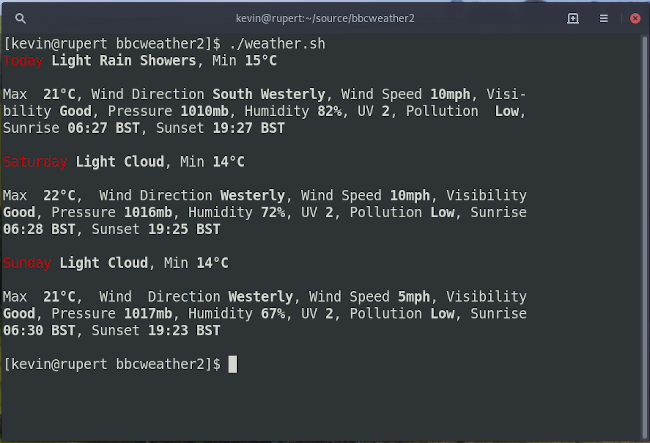 kevin@rupert:~/source/bbcweather2
[kevin@rupert bbcweather2]$ ./weather.sh
Today Light Rain Showers, Min 15°C
Max  21°C, Wind Direction South Westerly, Wind Speed 10mph, Visi-
bility Good, Pressure 1010mb, Humidity 82%, UV 2, Pollution  Low,
Sunrise 06:27 BST, Sunset 19:27 BST
Saturday Light Cloud, Min 14°C
Max  22°C,  Wind Direction Westerly, Wind Speed 10mph, Visibility
Good, Pressure 1016mb, Humidity 72%, UV 2, Pollution Low, Sunrise
06:28 BST, Sunset 19:25 BST
Sunday Light Cloud, Min 14°C
Max  21°C,  Wind  Direction Westerly, Wind Speed 5mph, Visibility
Good, Pressure 1017mb, Humidity 67%, UV 2, Pollution Low, Sunrise
06:30 BST, Sunset 19:23 BST
[kevin@rupert bbcweather2]$